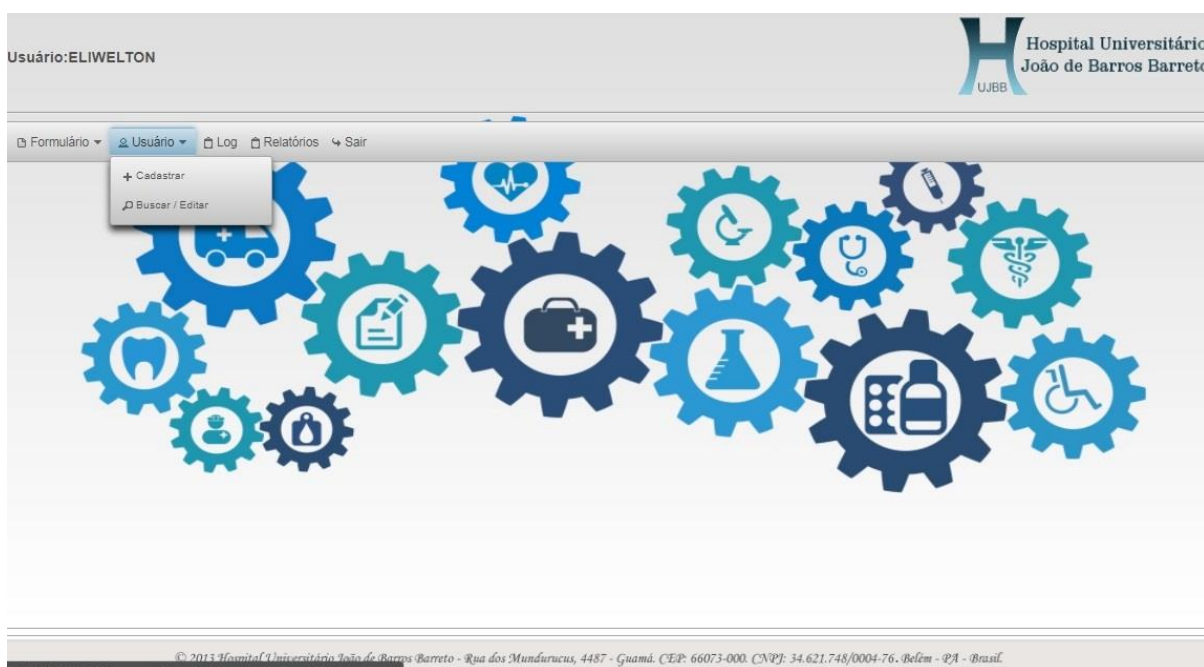 Usuário:ELIWELTON
Hospital Universitário
João de Barros Barreto
UJBB
Formulário Usuário Log Relatórios Sair
Cadastrar
Buscar / Editar
© 2013 Hospital Universitário João de Barros Barreto - Rua dos Mundurucus, 4487 - Guamá. CEP: 66073-000. CNPJ: 34.621.748/0004-76. Belém - PA - Brasil.